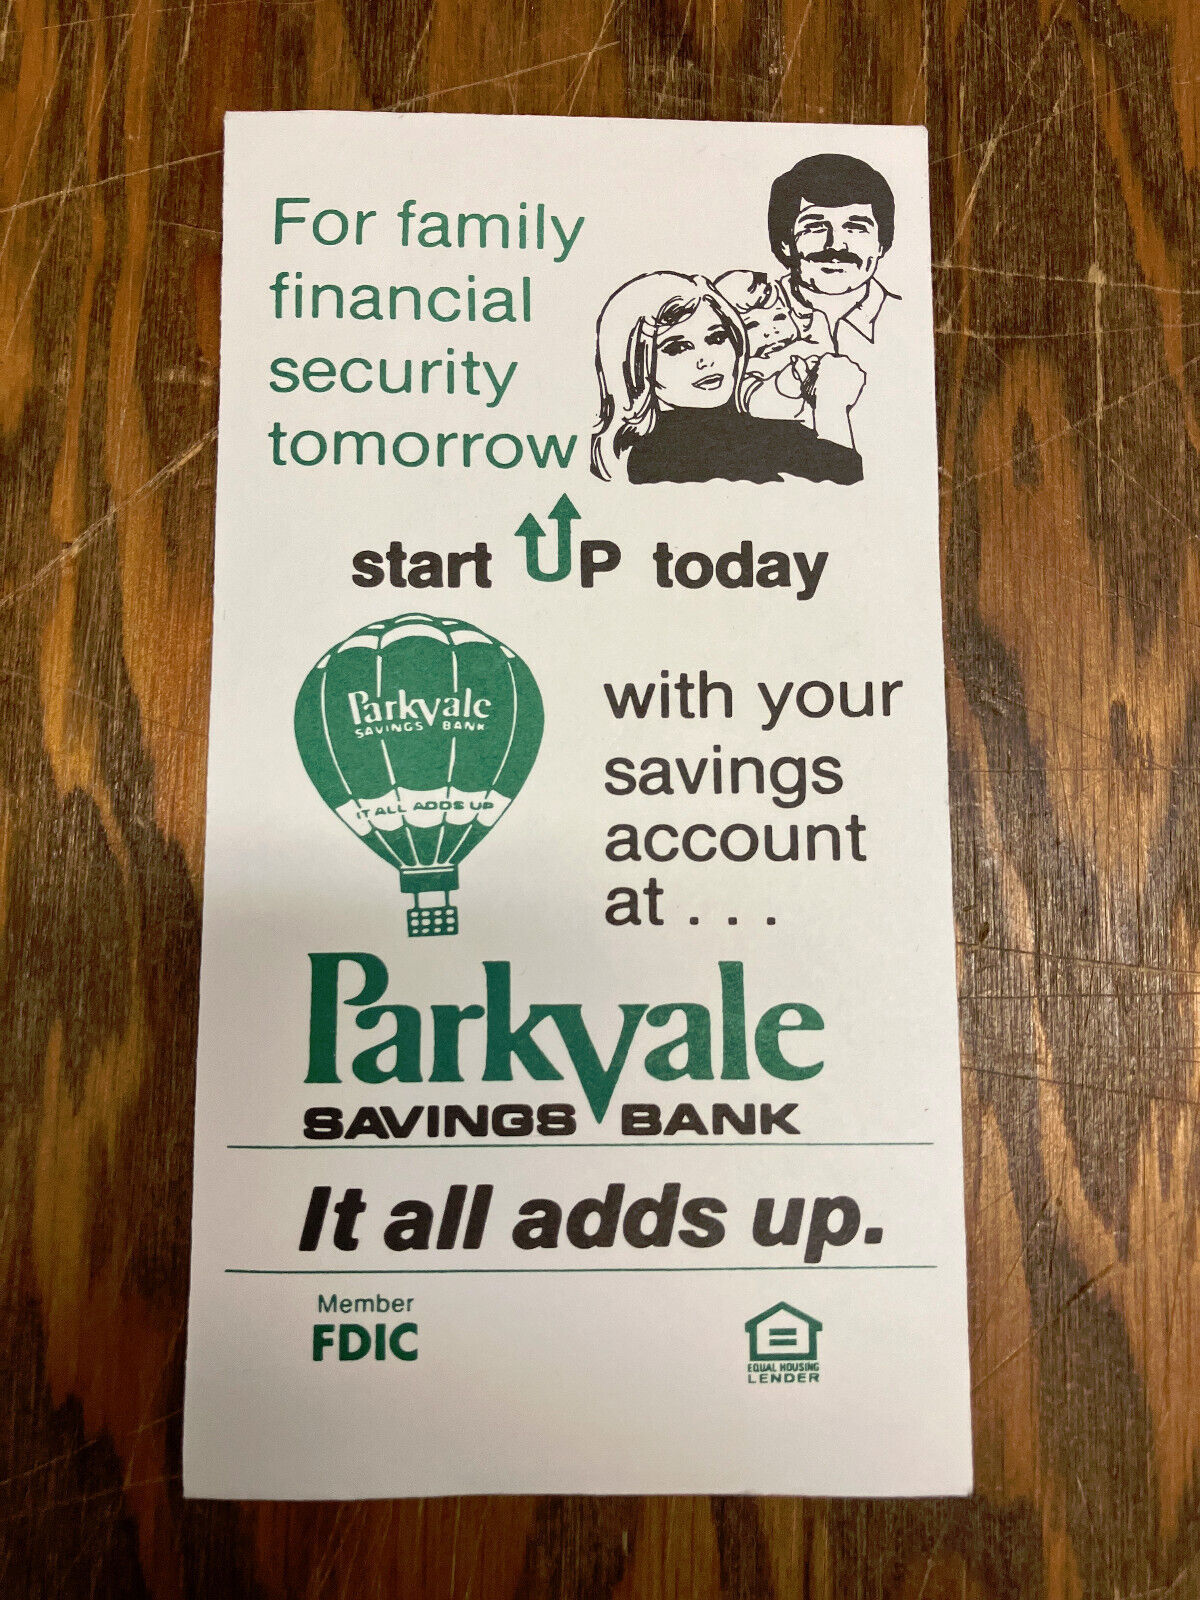 For family
financial
security
tomorrow
start UP today
Parkvale
SAVINGS BANK
IT ALL ADDS UP
with your
savings
account
at . . .
Parkvale
SAVINGS BANK
It all adds up.
Member
FDIC
EQUAL HOUSING
LENDER